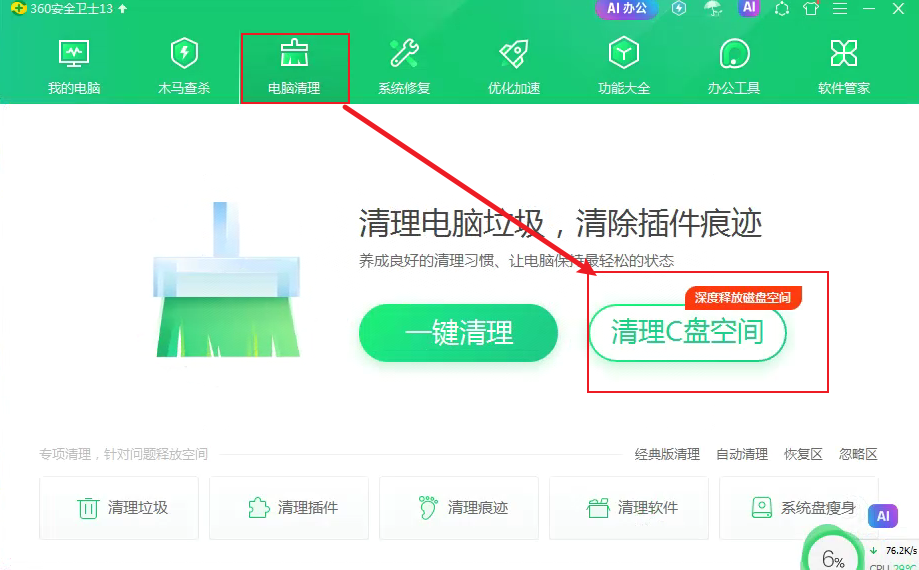 360安全卫士13
AI 办公
AI
我的电脑
木马查杀
电脑清理
系统修复
优化加速
功能大全
办公工具
软件管家
清理电脑垃圾，清除插件痕迹
养成良好的清理习惯、让电脑保持最轻松的状态
深度释放磁盘空间
一键清理
清理C盘空间
专项清理，针对问题释放空间
经典版清理
自动清理
恢复区
忽略区
清理垃圾
清理插件
清理痕迹
清理软件
系统盘瘦身
AI
6%
76.2K/s
CPU 29°C